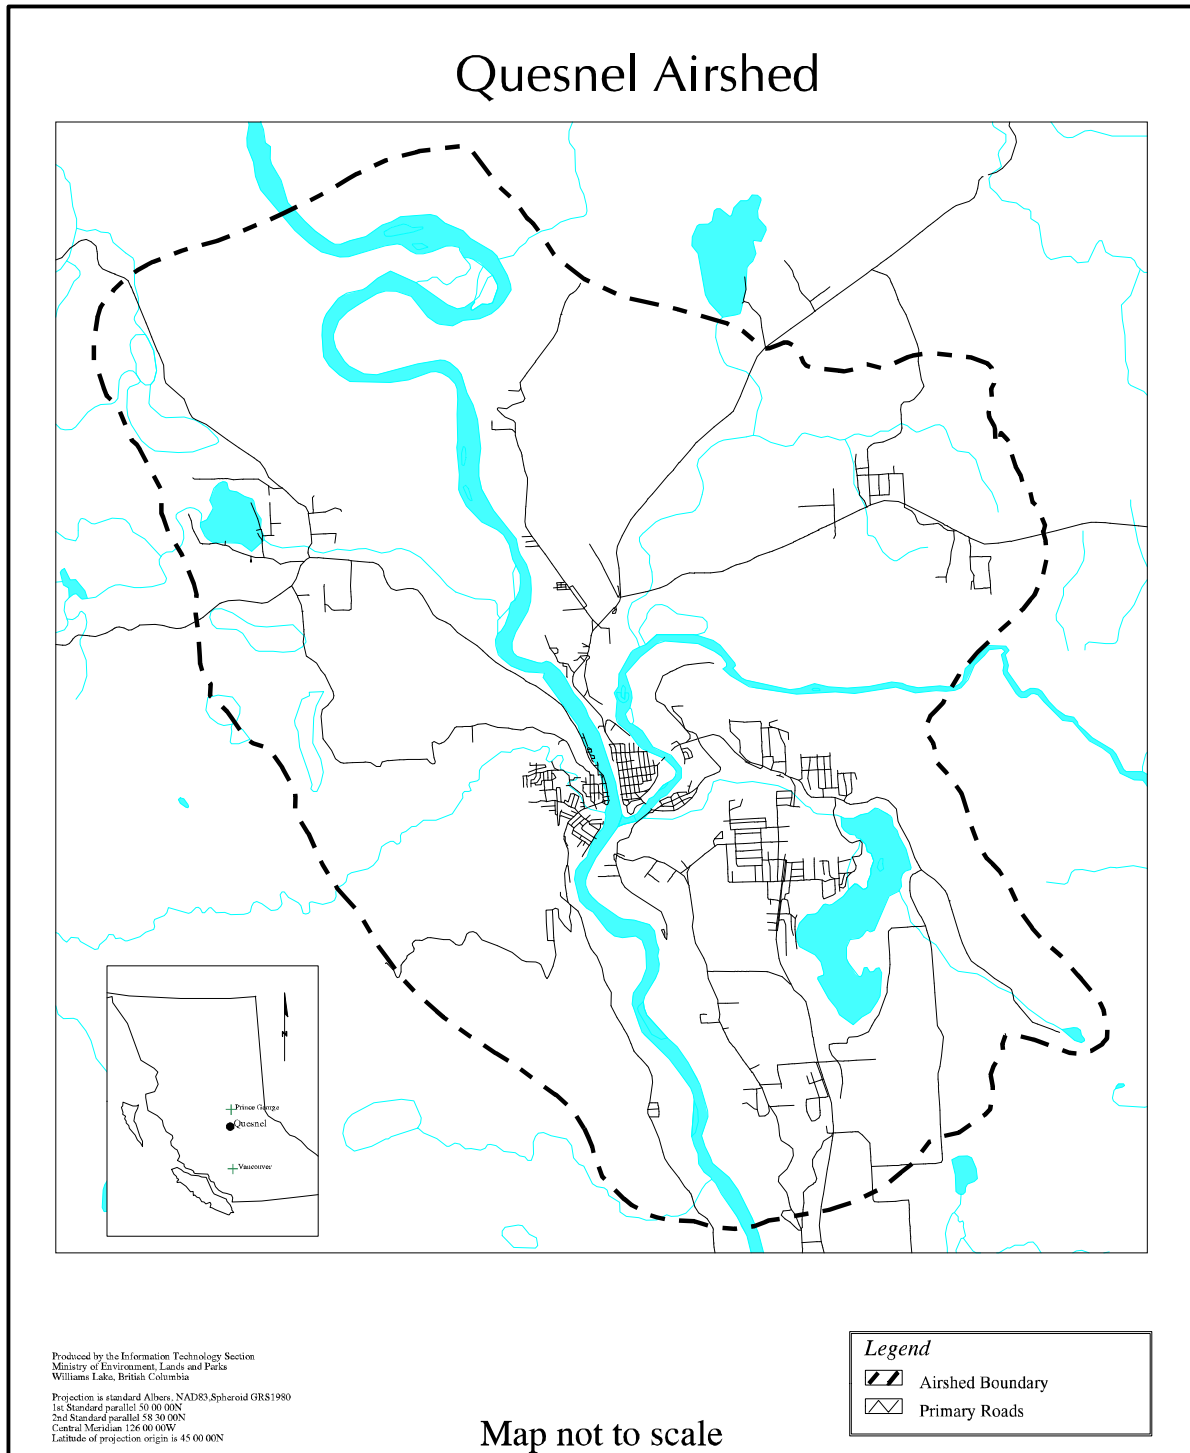 Quesnel Airshed
N
Prince George
Quesnel
Vancouver
Produced by the Information Technology Section
Ministry of Environment, Lands and Parks
Williams Lake, British Columbia
Projection is standard Albers, NAD83,Spheroid GRS1980
1st Standard parallel 50 00 00N
2nd Standard parallel 58 30 00N
Central Meridian 126 00 00W
Latitude of projection origin is 45 00 00N
Map not to scale
Legend
Airshed Boundary
Primary Roads